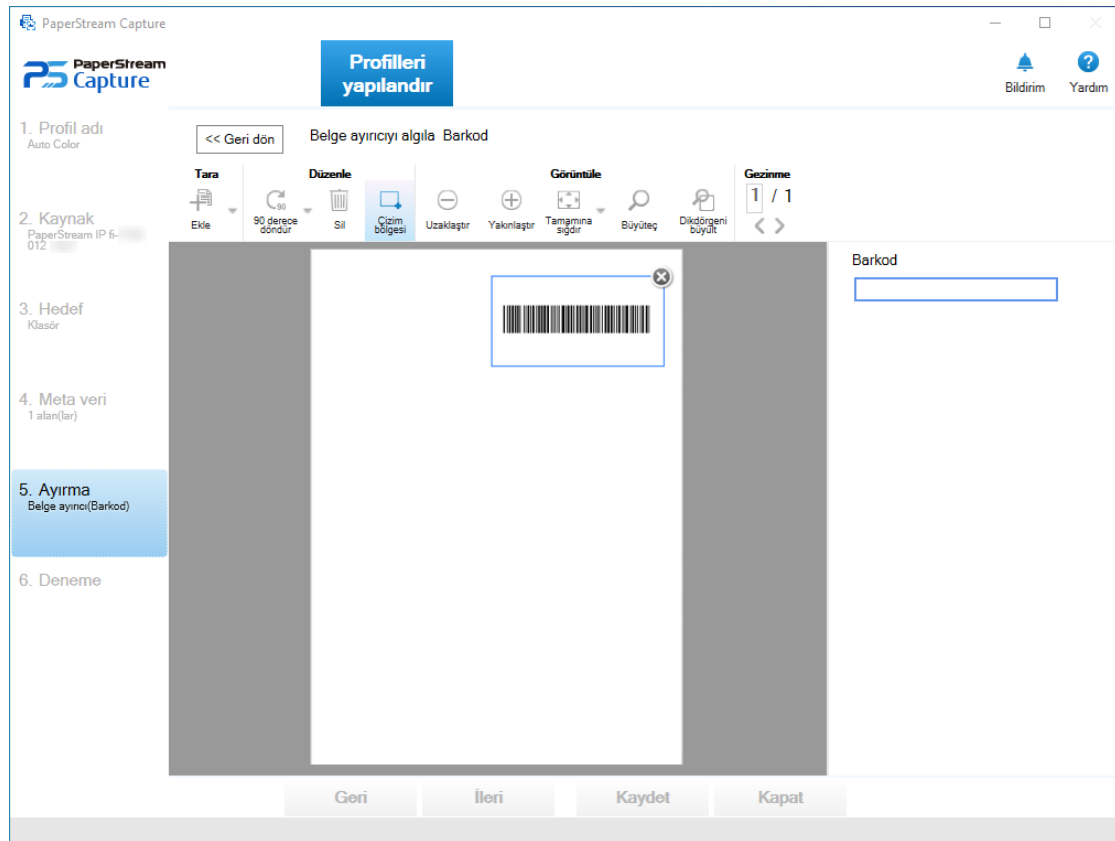 PaperStream Capture
PaperStream
Capture
Profilleri
yapılandır
Bildirim
Yardım
1. Profil adı
Auto Color
2. Kaynak
PaperStream IP fi-
012
3. Hedef
Klasör
4. Meta veri
1 alan(lar)
5. Ayırma
Belge ayırıcı(Barkod)
6. Deneme
<< Geri dön
Belge ayırıcıyı algıla Barkod
Tara
Düzenle
Görüntüle
Gezinme
90
1 / 1
Ekle
90 derece
döndür
Sil
Çizim
bölgesi
Uzaklaştır
Yakınlaştır
Tamamına
sığdır
Büyüteç
Dikdörgeni
büyült
Barkod
Geri
İleri
Kaydet
Kapat